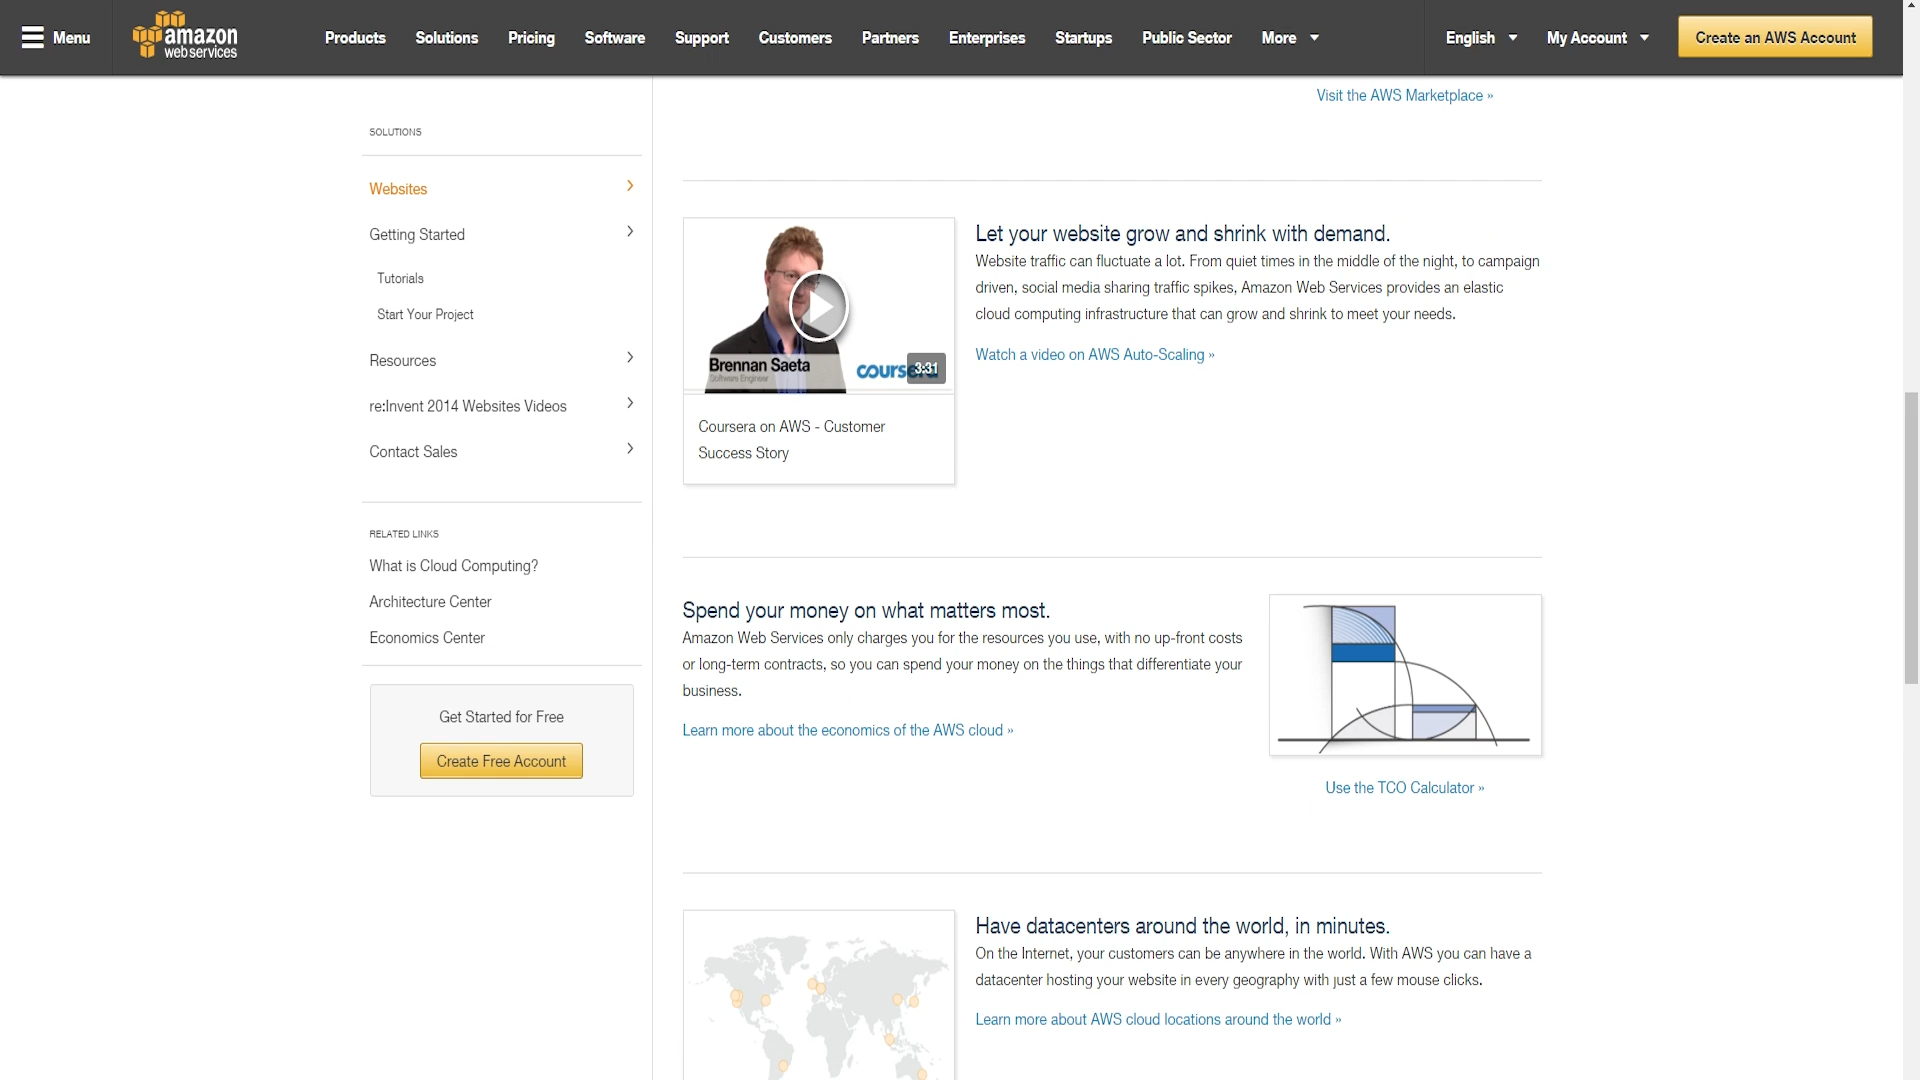 Menu
amazon
web services
Products
Solutions
Pricing
Software
Support
Customers
Partners
Enterprises
Startups
Public Sector
More
English
My Account
Create an AWS Account
Visit the AWS Marketplace »
SOLUTIONS
Websites
Getting Started
Tutorials
Start Your Project
Resources
re:Invent 2014 Websites Videos
Contact Sales
RELATED LINKS
What is Cloud Computing?
Architecture Center
Economics Center
Get Started for Free
Create Free Account
Brennan Saeta
Software Engineer
coursera
3:31
Coursera on AWS - Customer
Success Story
Let your website grow and shrink with demand.
Website traffic can fluctuate a lot. From quiet times in the middle of the night, to campaign
driven, social media sharing traffic spikes, Amazon Web Services provides an elastic
cloud computing infrastructure that can grow and shrink to meet your needs.
Watch a video on AWS Auto-Scaling »
Spend your money on what matters most.
Amazon Web Services only charges you for the resources you use, with no up-front costs
or long-term contracts, so you can spend your money on the things that differentiate your
business.
Learn more about the economics of the AWS cloud »
Use the TCO Calculator »
Have datacenters around the world, in minutes.
On the Internet, your customers can be anywhere in the world. With AWS you can have a
datacenter hosting your website in every geography with just a few mouse clicks.
Learn more about AWS cloud locations around the world »